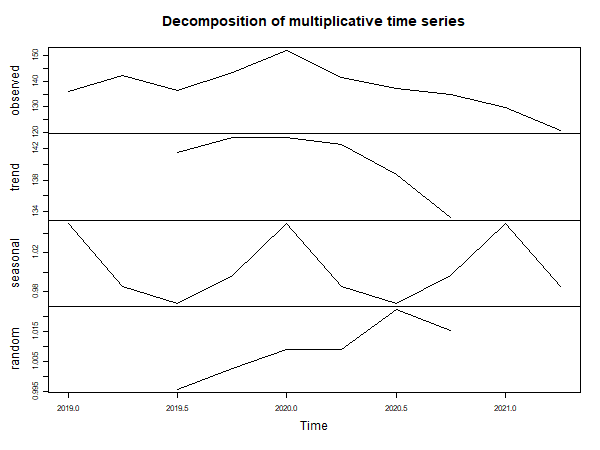 Decomposition of multiplicative time series
observed
120 130 140 150
trend
134 138 142
seasonal
0.98 1.02
random
0.995 1.005 1.015
2019.0 2019.5 2020.0 2020.5 2021.0
Time